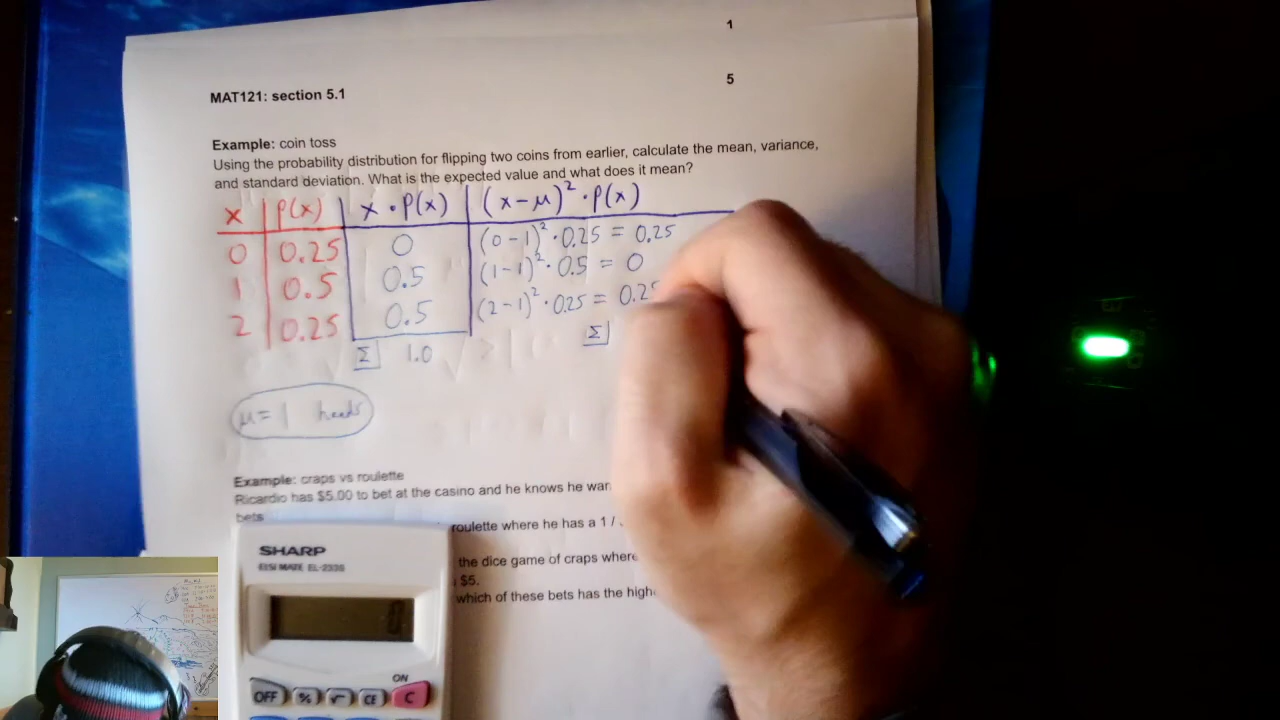 1
MAT121: section 5.1
5
Example: coin toss
Using the probability distribution for flipping two coins from earlier, calculate the mean, variance,
and standard deviation. What is the expected value and what does it mean?
x | P(x) | x • P(x) | (x-μ)² · P(x)
0 | 0.25 | 0 | (0-1)² · 0.25 = 0.25
1 | 0.5 | 0.5 | (1-1)² · 0.5 = 0
2 | 0.25 | 0.5 | (2-1)² · 0.25 = 0.25
Σ 1.0 Σ
μ = 1 heads
Example: craps vs roulette
Ricardio has $5.00 to bet at the casino and he knows he
bets
roulette where he has a 1 /
the dice game of craps where
$5.
which of these bets has the
SHARP
ELSI MATE EL-233S
0
ON
OFF % √ CE C